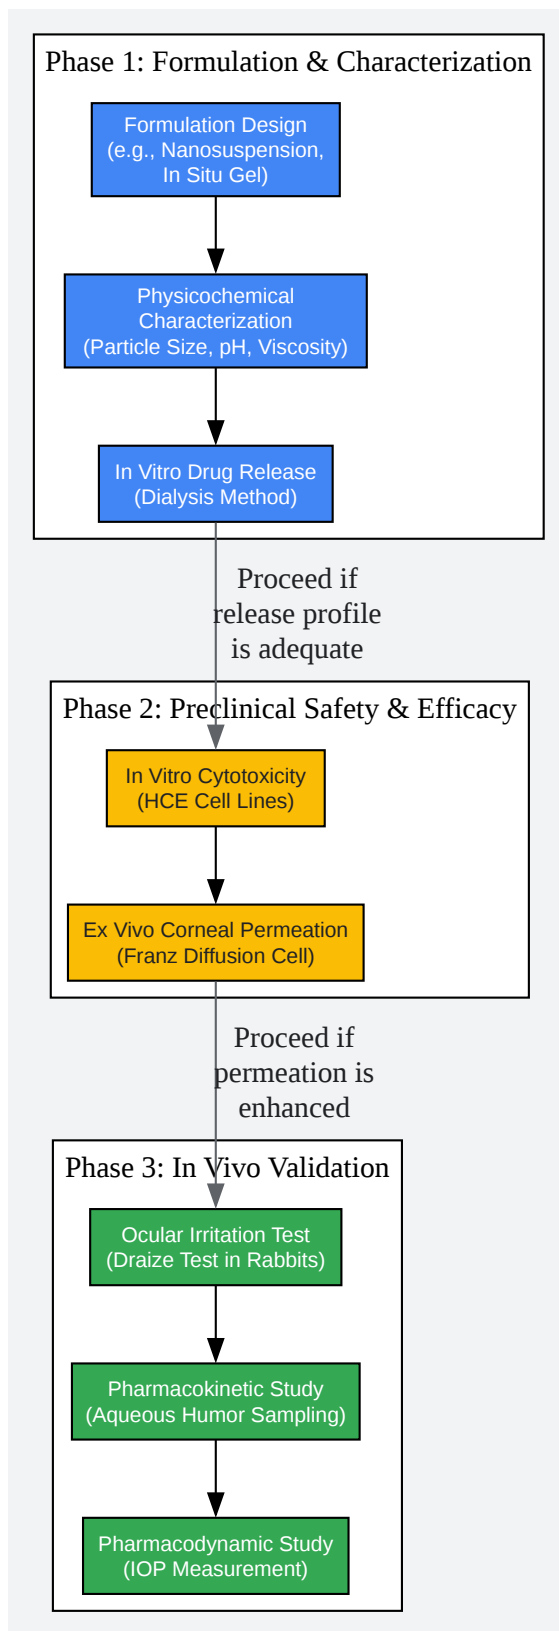 Phase 1: Formulation & Characterization
Formulation Design
(e.g., Nanosuspension,
In Situ Gel)
Physicochemical
Characterization
(Particle Size, pH, Viscosity)
In Vitro Drug Release
(Dialysis Method)
Proceed if
release profile
is adequate
Phase 2: Preclinical Safety & Efficacy
In Vitro Cytotoxicity
(HCE Cell Lines)
Ex Vivo Corneal Permeation
(Franz Diffusion Cell)
Proceed if
permeation is
enhanced
Phase 3: In Vivo Validation
Ocular Irritation Test
(Draize Test in Rabbits)
Pharmacokinetic Study
(Aqueous Humor Sampling)
Pharmacodynamic Study
(IOP Measurement)